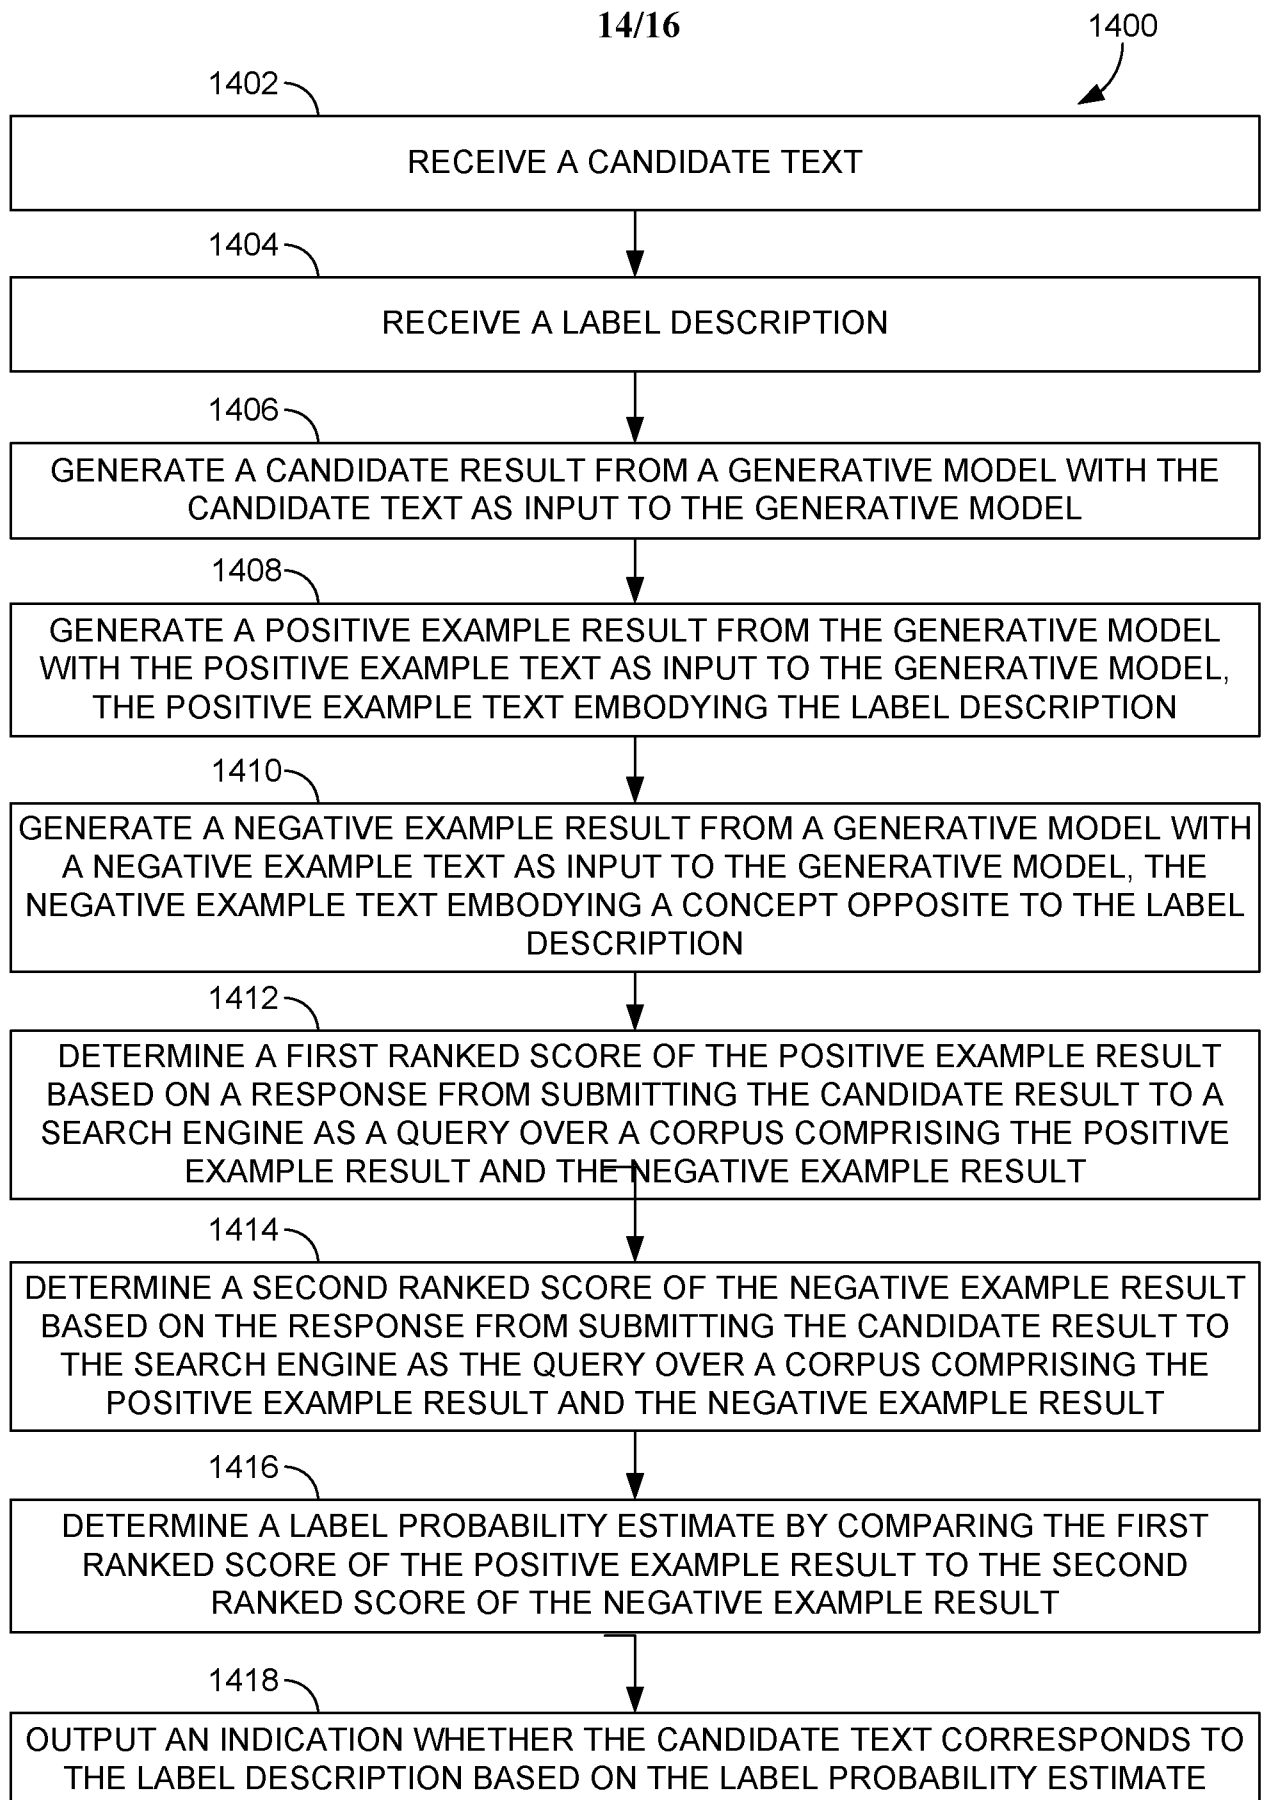 14/16
1400
1402
RECEIVE A CANDIDATE TEXT
1404
RECEIVE A LABEL DESCRIPTION
1406
GENERATE A CANDIDATE RESULT FROM A GENERATIVE MODEL WITH THE
CANDIDATE TEXT AS INPUT TO THE GENERATIVE MODEL
1408
GENERATE A POSITIVE EXAMPLE RESULT FROM THE GENERATIVE MODEL
WITH THE POSITIVE EXAMPLE TEXT AS INPUT TO THE GENERATIVE MODEL,
THE POSITIVE EXAMPLE TEXT EMBODYING THE LABEL DESCRIPTION
1410
GENERATE A NEGATIVE EXAMPLE RESULT FROM A GENERATIVE MODEL WITH
A NEGATIVE EXAMPLE TEXT AS INPUT TO THE GENERATIVE MODEL, THE
NEGATIVE EXAMPLE TEXT EMBODYING A CONCEPT OPPOSITE TO THE LABEL
DESCRIPTION
1412
DETERMINE A FIRST RANKED SCORE OF THE POSITIVE EXAMPLE RESULT
BASED ON A RESPONSE FROM SUBMITTING THE CANDIDATE RESULT TO A
SEARCH ENGINE AS A QUERY OVER A CORPUS COMPRISING THE POSITIVE
EXAMPLE RESULT AND THE NEGATIVE EXAMPLE RESULT
1414
DETERMINE A SECOND RANKED SCORE OF THE NEGATIVE EXAMPLE RESULT
BASED ON THE RESPONSE FROM SUBMITTING THE CANDIDATE RESULT TO
THE SEARCH ENGINE AS THE QUERY OVER A CORPUS COMPRISING THE
POSITIVE EXAMPLE RESULT AND THE NEGATIVE EXAMPLE RESULT
1416
DETERMINE A LABEL PROBABILITY ESTIMATE BY COMPARING THE FIRST
RANKED SCORE OF THE POSITIVE EXAMPLE RESULT TO THE SECOND
RANKED SCORE OF THE NEGATIVE EXAMPLE RESULT
1418
OUTPUT AN INDICATION WHETHER THE CANDIDATE TEXT CORRESPONDS TO
THE LABEL DESCRIPTION BASED ON THE LABEL PROBABILITY ESTIMATE